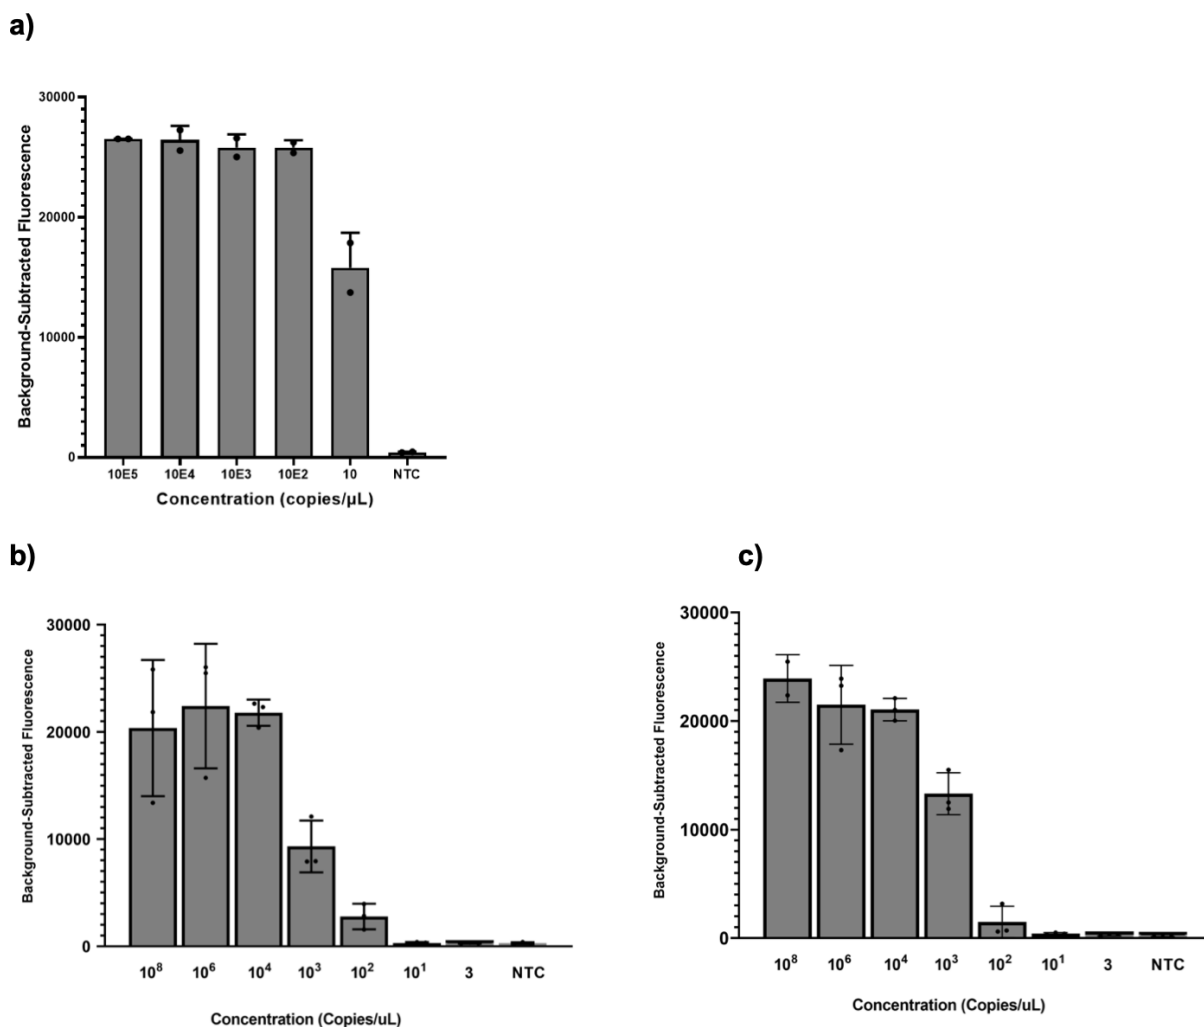 a)
30000
20000
10000
0
Background-Subtracted Fluorescence
10E5 10E4 10E3 10E2 10 NTC
Concentration (copies/µL)
b)
30000
20000
10000
0
Background-Subtracted Fluorescence
10⁸ 10⁶ 10⁴ 10³ 10² 10¹ 3 NTC
Concentration (Copies/uL)
c)
30000
20000
10000
0
Background-Subtracted Fluorescence
10⁸ 10⁶ 10⁴ 10³ 10² 10¹ 3 NTC
Concentration (Copies/uL)